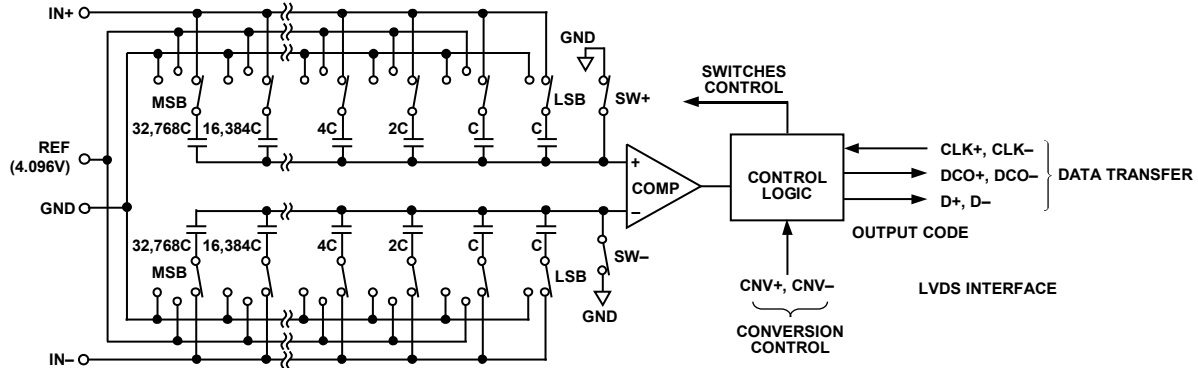 IN+
GND
SWITCHES
CONTROL
MSB
LSB
SW+
32,768C
16,384C
4C
2C
C
C
REF
(4.096V)
+
COMP
–
CONTROL
LOGIC
CLK+, CLK–
DCO+, DCO–
D+, D–
DATA TRANSFER
GND
OUTPUT CODE
32,768C
16,384C
4C
2C
C
C
MSB
LSB
SW–
GND
CNV+, CNV–
CONVERSION
CONTROL
LVDS INTERFACE
IN–